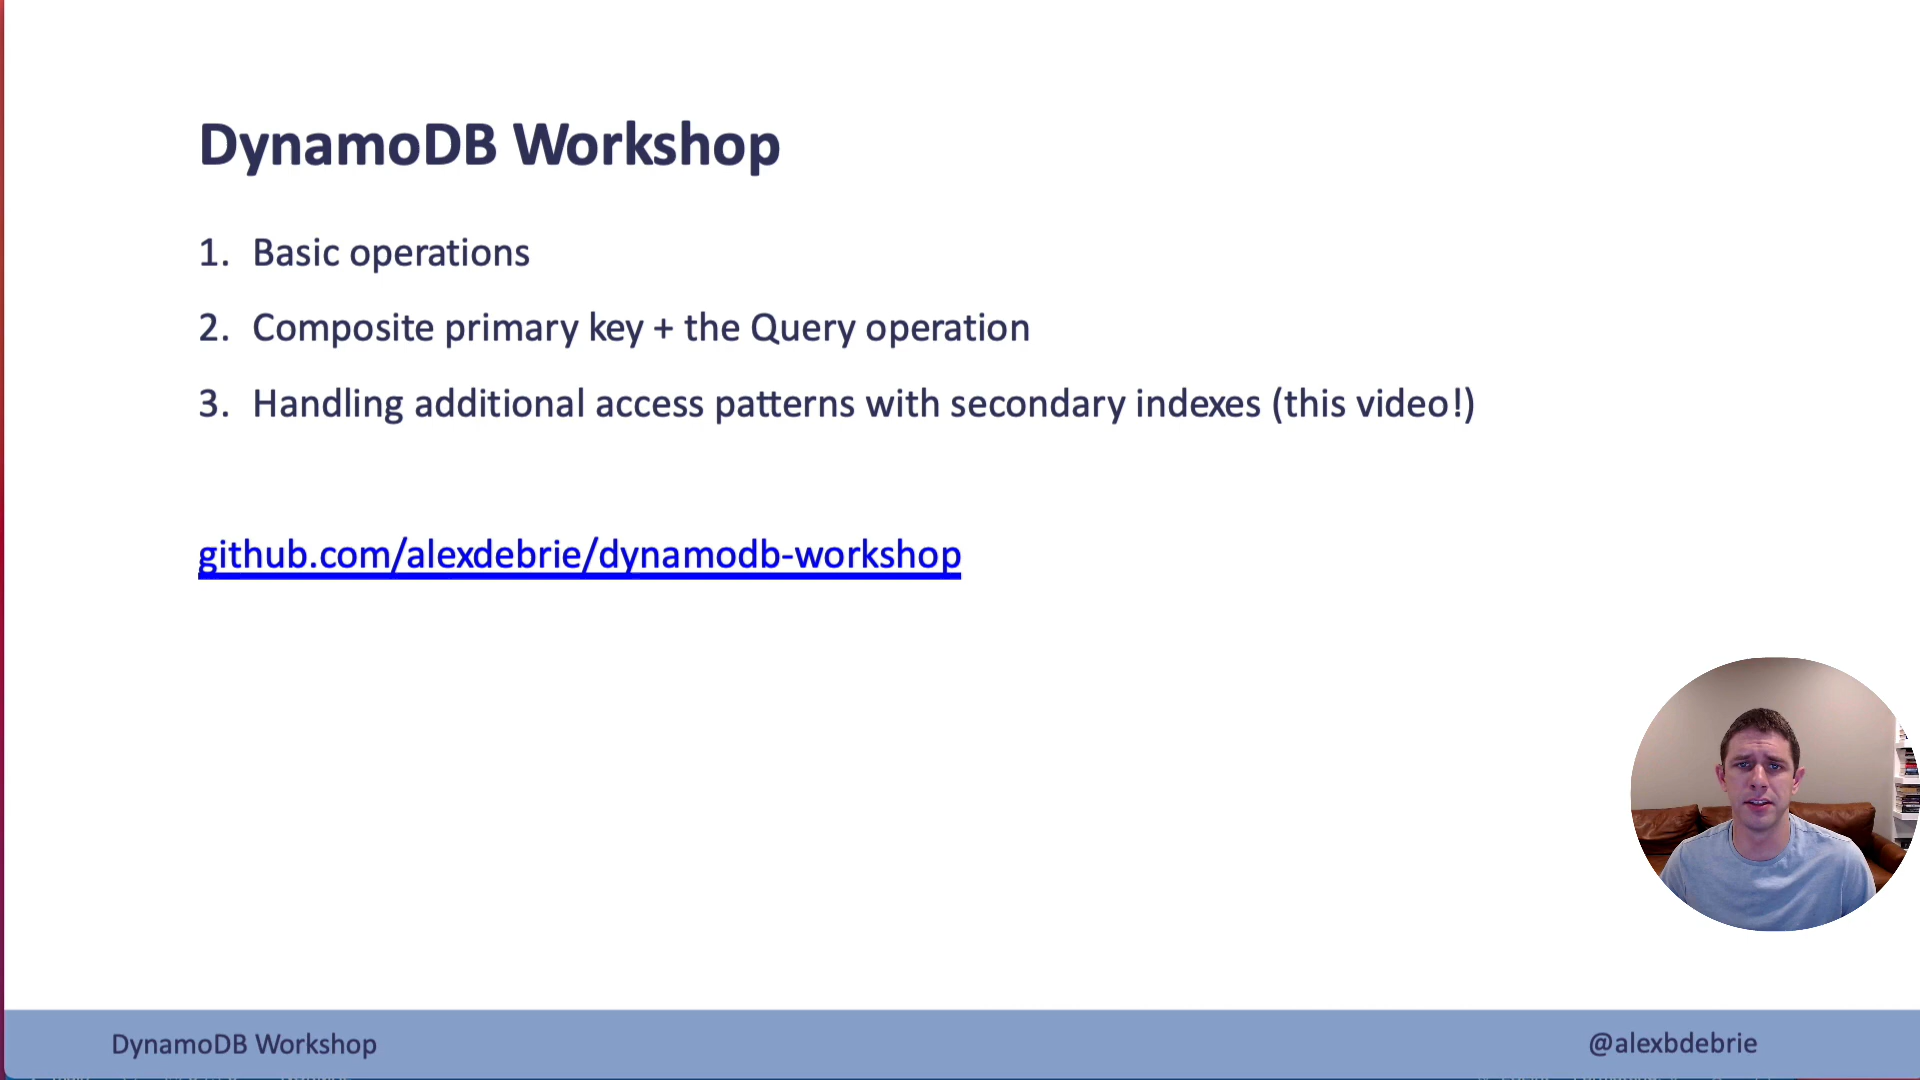 DynamoDB Workshop
1. Basic operations
2. Composite primary key + the Query operation
3. Handling additional access patterns with secondary indexes (this video!)
github.com/alexdebrie/dynamodb-workshop
DynamoDB Workshop
@alexbdebrie